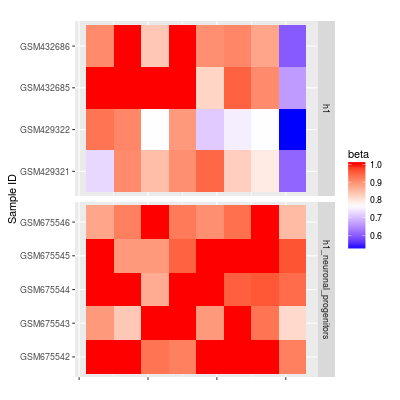 Sample ID
GSM432686
GSM432685
GSM429322
GSM429321
h1
GSM675546
GSM675545
GSM675544
GSM675543
GSM675542
h1_neuronal_progenitors
beta
1.0
0.9
0.8
0.7
0.6